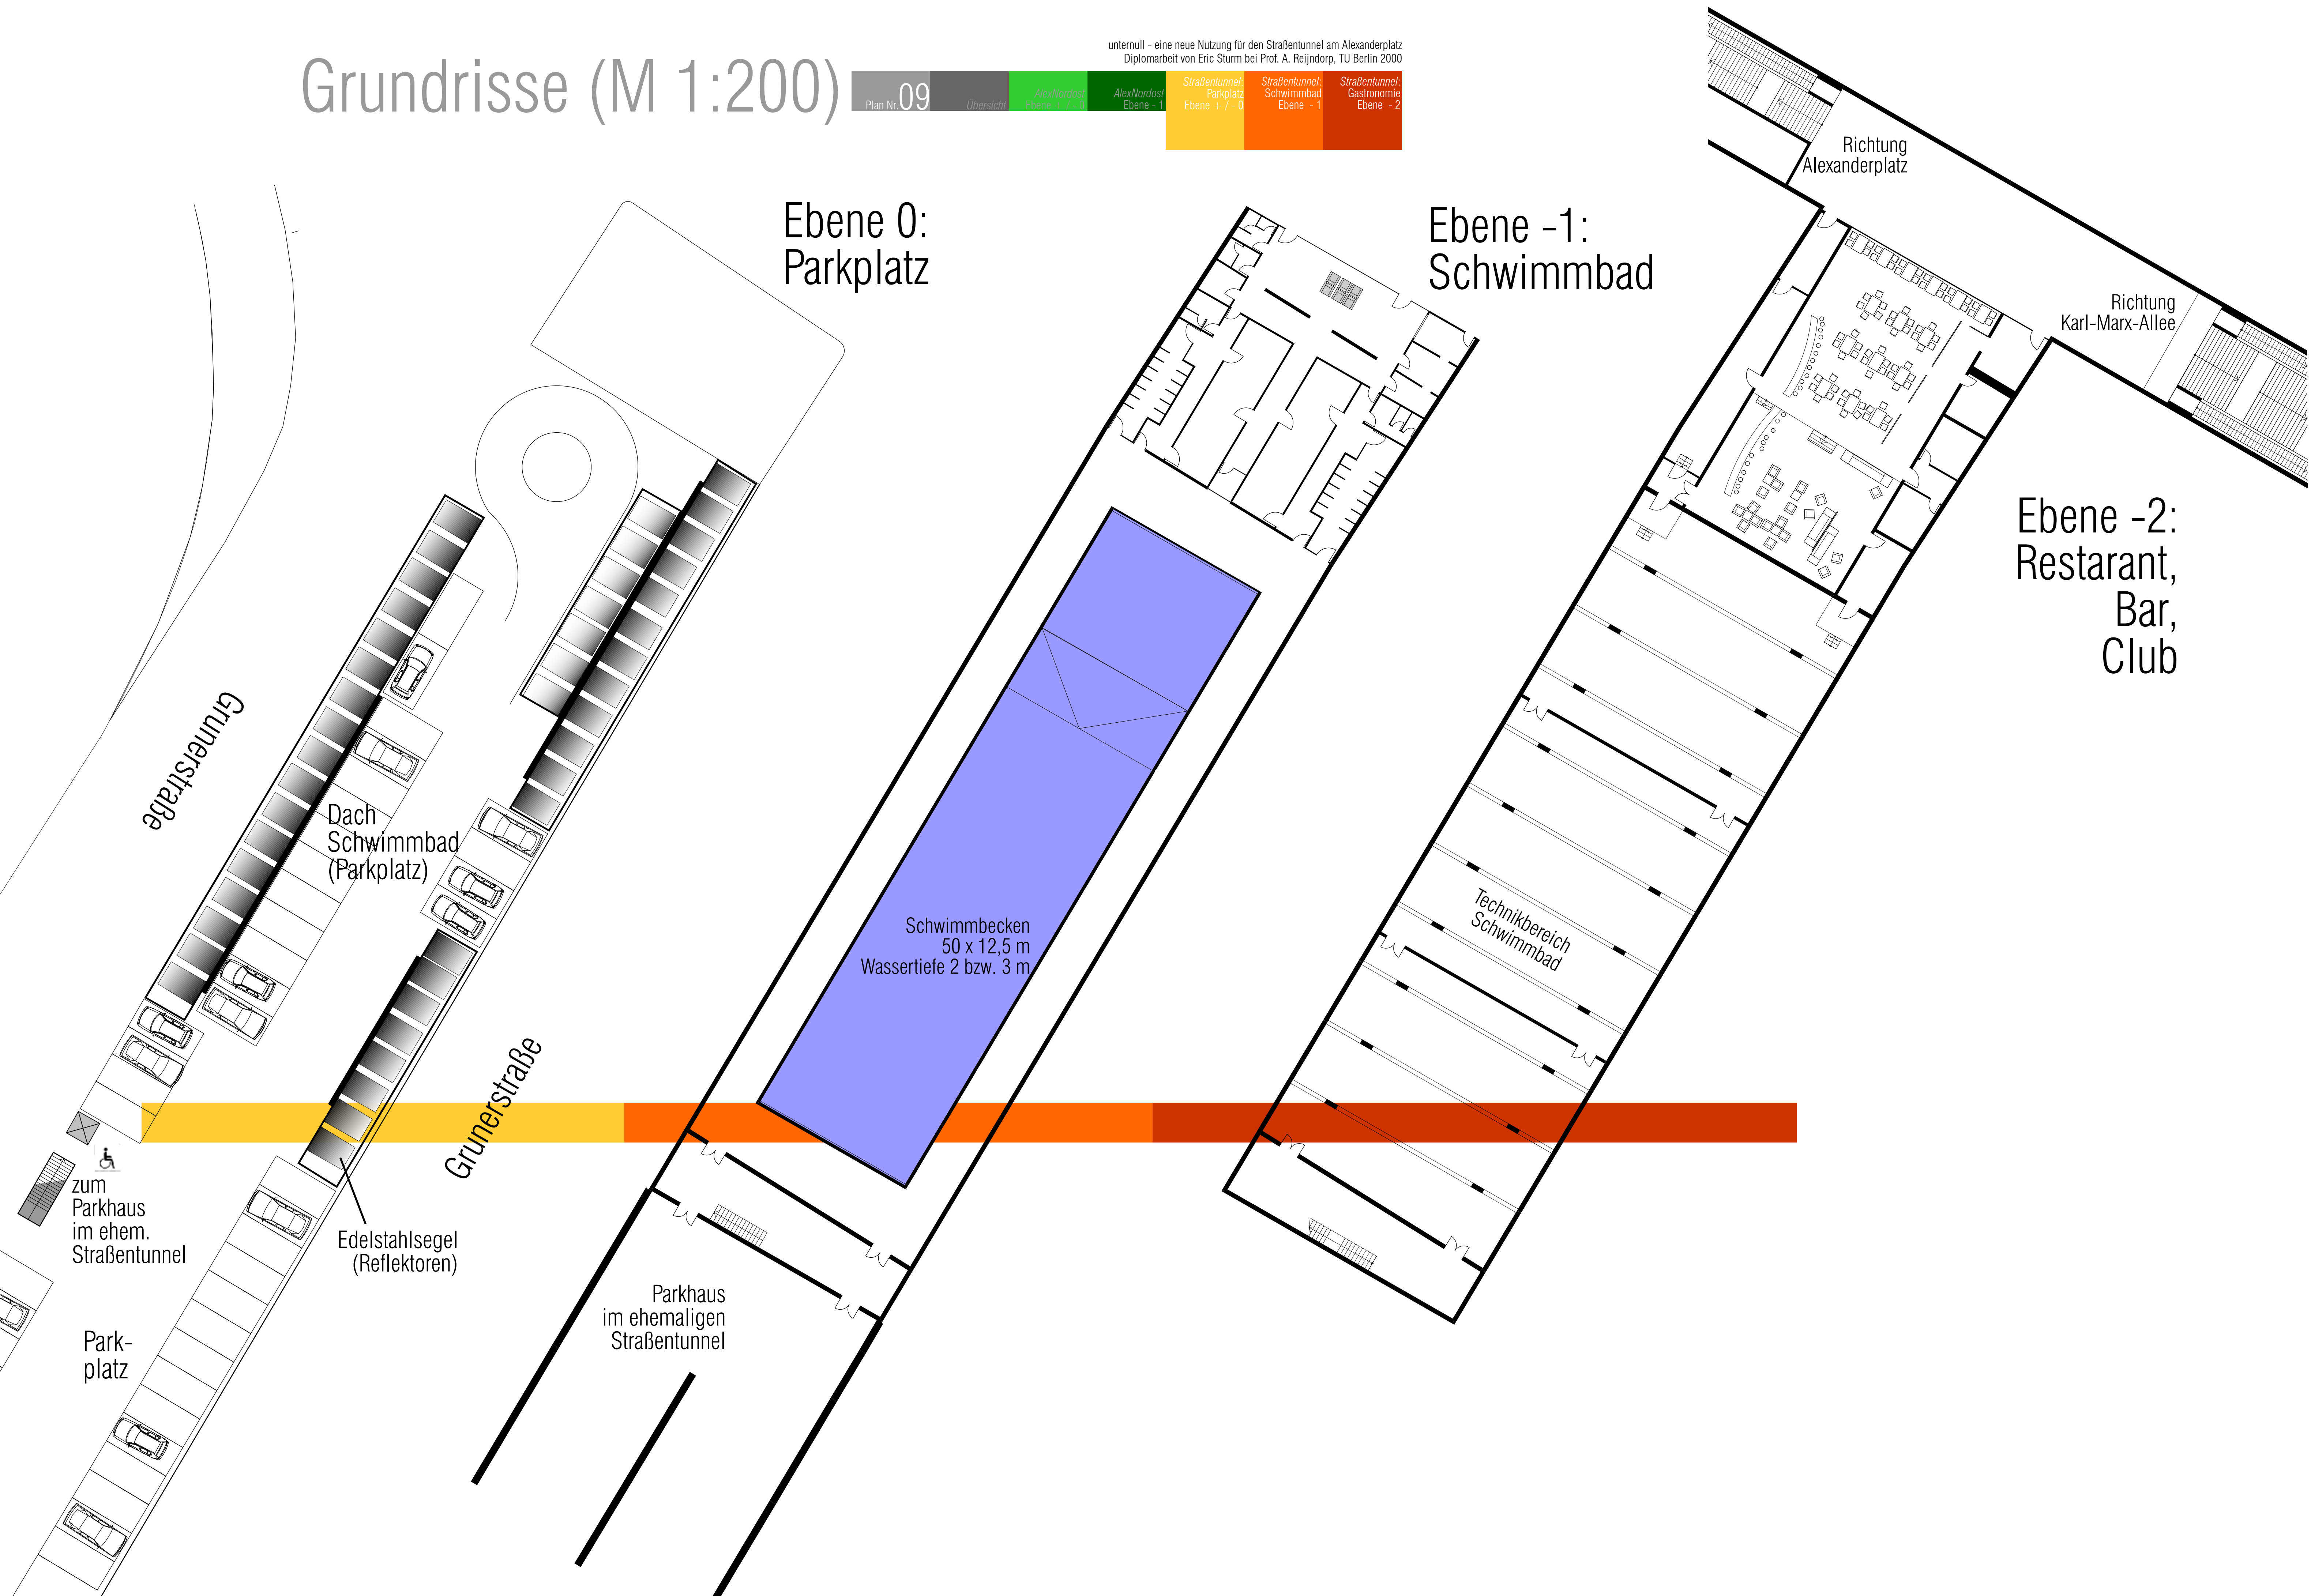 unternull - eine neue Nutzung für den Straßentunnel am Alexanderplatz
Diplomarbeit von Eric Sturm bei Prof. A. Reijndorp, TU Berlin 2000
Grundrisse (M 1:200)
Plan Nr. 09
Übersicht
AlexNordost
Ebene + / - 0
AlexNordost
Ebene - 1
Straßentunnel:
Parkplatz
Ebene + / - 0
Straßentunnel:
Schwimmbad
Ebene - 1
Straßentunnel:
Gastronomie
Ebene - 2
Ebene 0:
Parkplatz
Ebene -1:
Schwimmbad
Richtung
Alexanderplatz
Richtung
Karl-Marx-Allee
Ebene -2:
Restarant,
Bar,
Club
Grunerstraße
Dach
Schwimmbad
(Parkplatz)
Schwimmbecken
50 x 12,5 m
Wassertiefe 2 bzw. 3 m
Technikbereich
Schwimmbad
Grunerstraße
zum
Parkhaus
im ehem.
Straßentunnel
Edelstahlsegel
(Reflektoren)
Parkhaus
im ehemaligen
Straßentunnel
Park-
platz